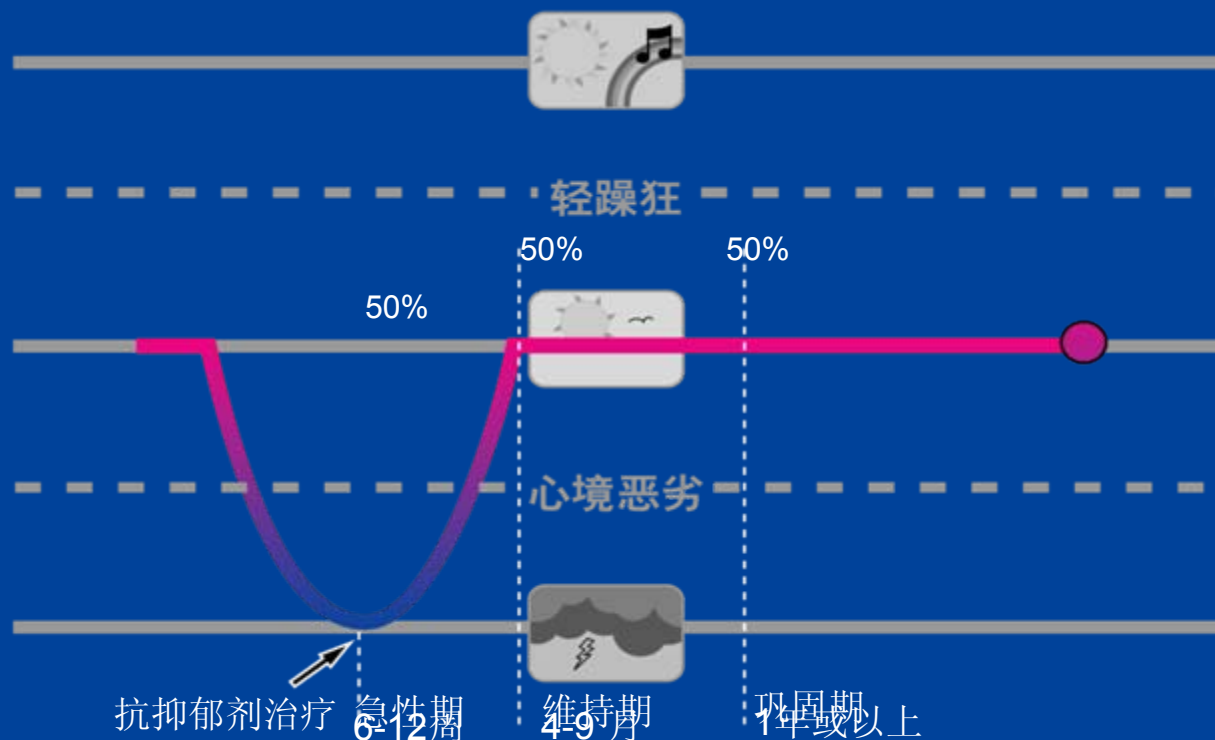 轻躁狂
50%
50%
50%
心境恶劣
抗抑郁剂治疗
急性期
6-12周
维持期
4-9 月
巩固期
1年或以上